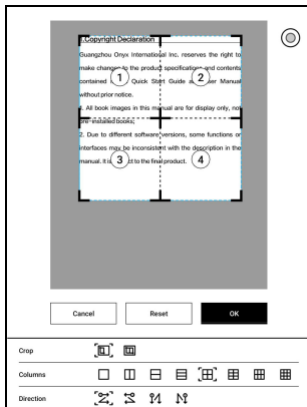 1.Copyright Declaration
Guangzhou Onyx International Inc. reserves the right to
make changes to the product specifications and contents
contained Quick Start Guide User Manual
without prior notice.
1. All book images in this manual are for display only, not
pre-installed books;
2. Due to different software versions, some functions or
interfaces may be inconsistent with the description in the
manual. It is to the final product.
1
2
3
4
Cancel
Reset
OK
Crop
Columns
Direction